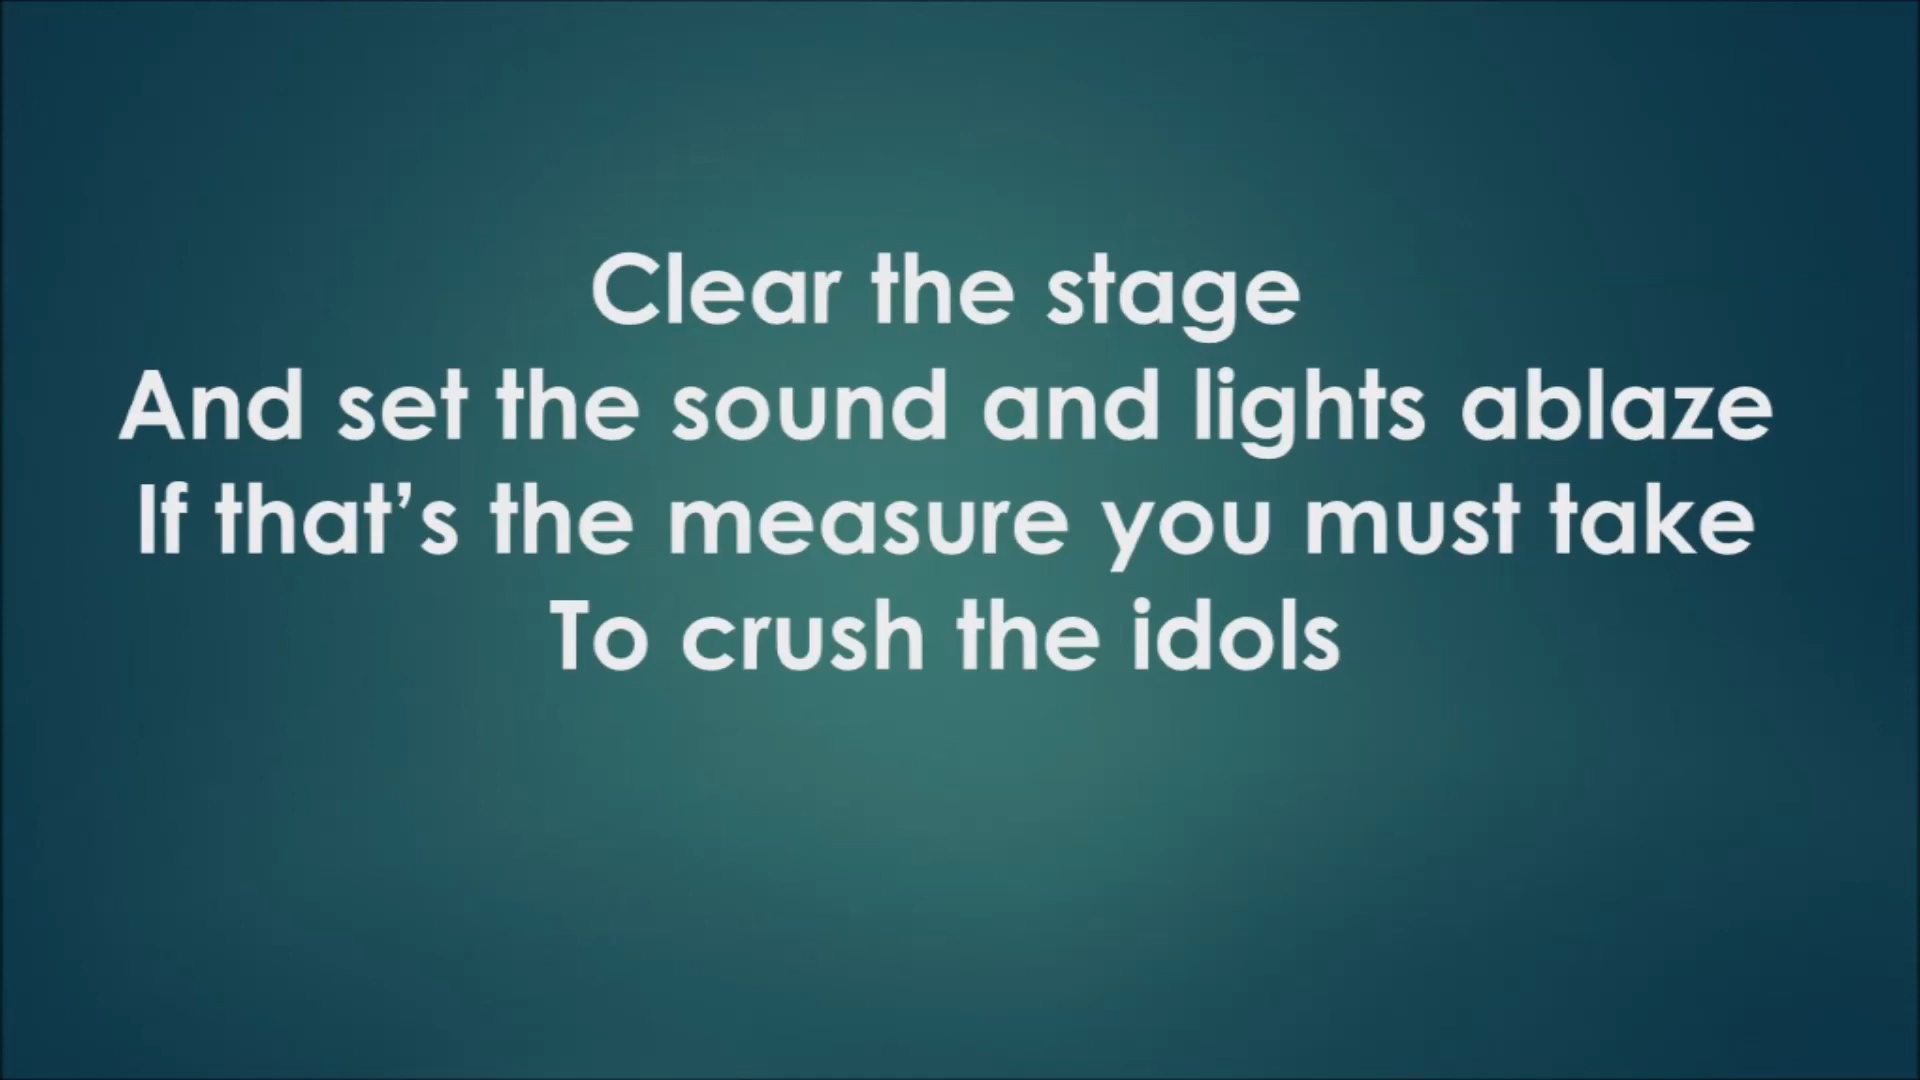 Clear the stage
And set the sound and lights ablaze
If that’s the measure you must take
To crush the idols